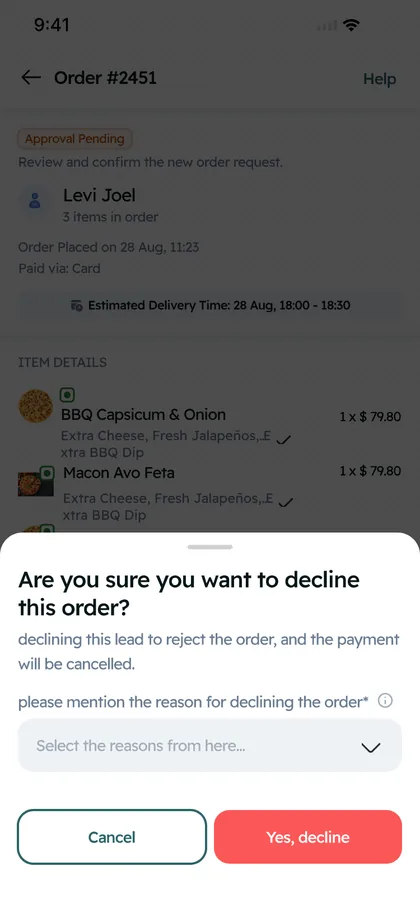 9:41
Order #2451
Help
Approval Pending
Review and confirm the new order request.
Levi Joel
3 items in order
Order Placed on 28 Aug, 11:23
Paid via: Card
Estimated Delivery Time: 28 Aug, 18:00 - 18:30
ITEM DETAILS
BBQ Capsicum & Onion
1 x $ 79.80
Extra Cheese, Fresh Jalapeños,..E
xtra BBQ Dip
Macon Avo Feta
1 x $ 79.80
Extra Cheese, Fresh Jalapeños,..E
xtra BBQ Dip
Are you sure you want to decline
this order?
declining this lead to reject the order, and the payment
will be cancelled.
please mention the reason for declining the order*
Select the reasons from here...
Cancel
Yes, decline